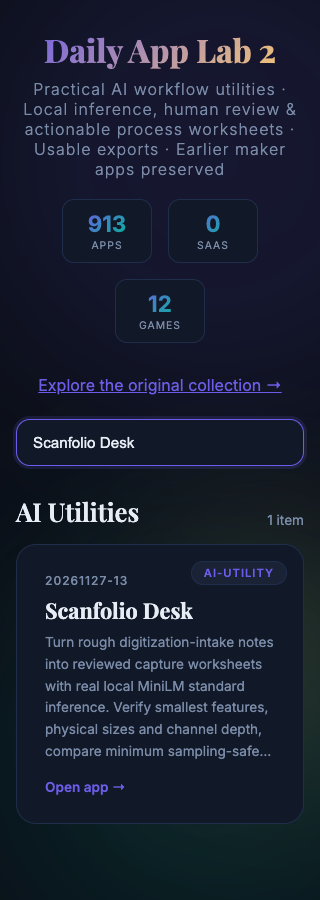 Daily App Lab 2
Practical AI workflow utilities ·
Local inference, human review &
actionable process worksheets ·
Usable exports · Earlier maker
apps preserved
913
APPS
0
SAAS
12
GAMES
Explore the original collection →
Scanfolio Desk
AI Utilities
1 item
20261127-13
AI-UTILITY
Scanfolio Desk
Turn rough digitization-intake notes
into reviewed capture worksheets
with real local MiniLM standard
inference. Verify smallest features,
physical sizes and channel depth,
compare minimum sampling-safe...
Open app →